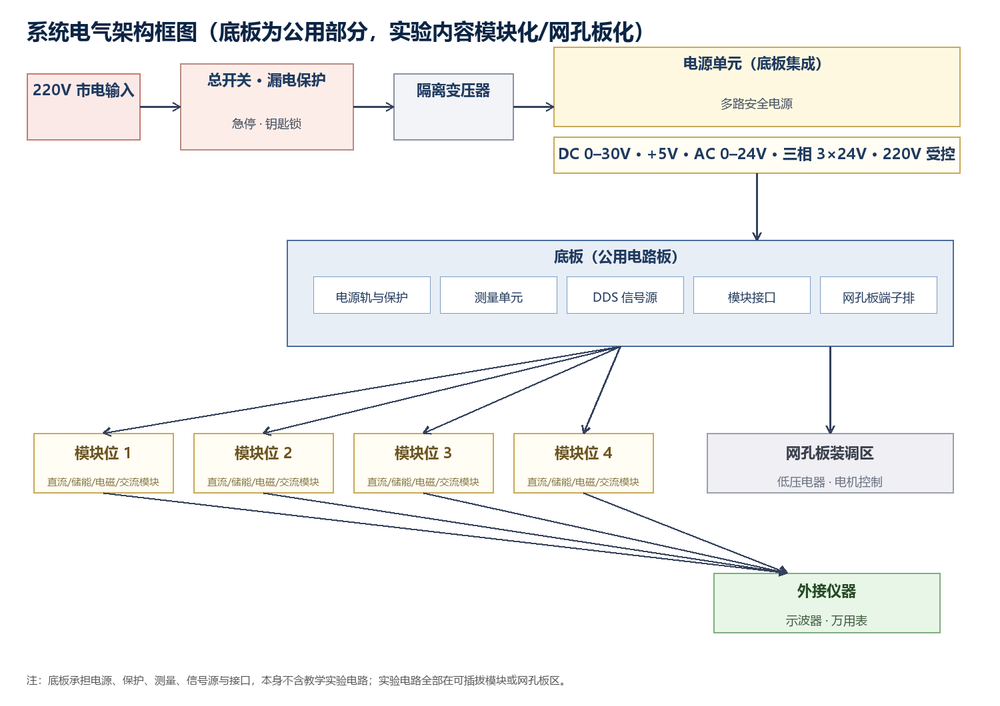 系统电气架构框图（底板为公用部分，实验内容模块化/网孔板化）
220V 市电输入
总开关・漏电保护
急停 · 钥匙锁
隔离变压器
电源单元（底板集成）
多路安全电源
DC 0–30V • +5V • AC 0–24V • 三相 3×24V • 220V 受控
底板（公用电路板）
电源轨与保护
测量单元
DDS 信号源
模块接口
网孔板端子排
模块位 1
直流/储能/电磁/交流模块
模块位 2
直流/储能/电磁/交流模块
模块位 3
直流/储能/电磁/交流模块
模块位 4
直流/储能/电磁/交流模块
网孔板装调区
低压电器 · 电机控制
外接仪器
示波器 · 万用表
注：底板承担电源、保护、测量、信号源与接口，本身不含教学实验电路；实验电路全部在可插拔模块或网孔板区。